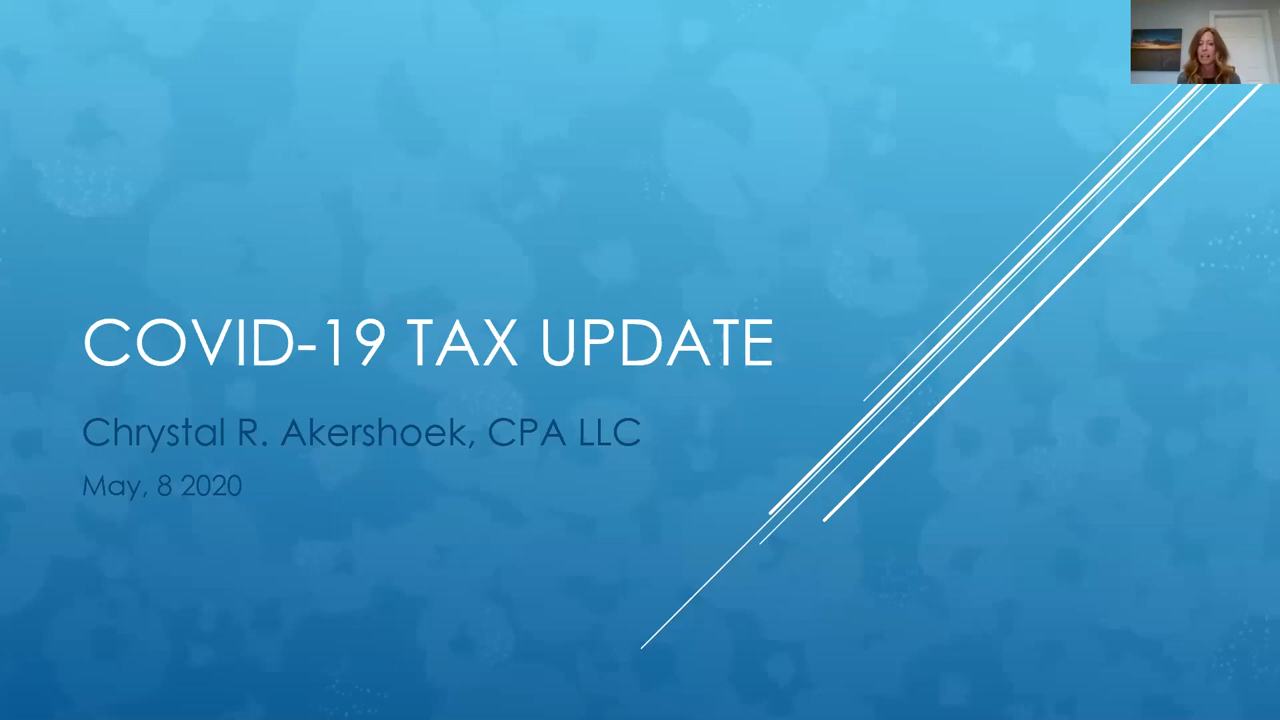 COVID-19 TAX UPDATE
Chrystal R. Akershoek, CPA LLC
May, 8 2020